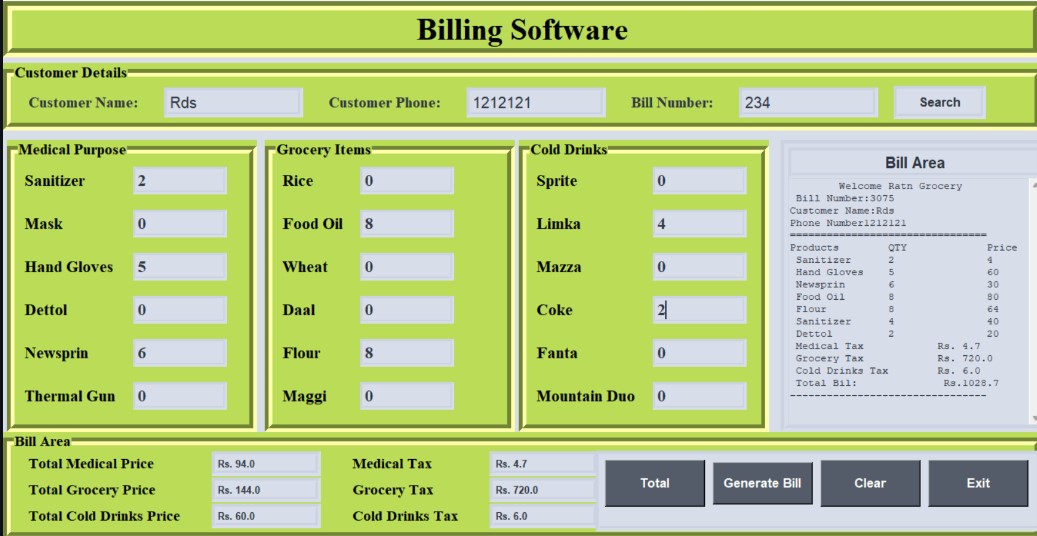 Billing Software
Customer Details
Customer Name: Rds Customer Phone: 1212121 Bill Number: 234 Search
Medical Purpose
Sanitizer 2
Mask 0
Hand Gloves 5
Dettol 0
Newsprin 6
Thermal Gun 0
Grocery Items
Rice 0
Food Oil 8
Wheat 0
Daal 0
Flour 8
Maggi 0
Cold Drinks
Sprite 0
Limka 4
Mazza 0
Coke 2
Fanta 0
Mountain Duo 0
Bill Area
Welcome Ratn Grocery
Bill Number:3075
Customer Name:Rds
Phone Number1212121
================================
Products QTY Price
Sanitizer 2 4
Hand Gloves 5 60
Newsprin 6 30
Food Oil 8 80
Flour 8 64
Sanitizer 4 40
Dettol 2 20
Medical Tax Rs. 4.7
Grocery Tax Rs. 720.0
Cold Drinks Tax Rs. 6.0
Total Bil: Rs.1028.7
--------------------------------
Bill Area
Total Medical Price Rs. 94.0 Medical Tax Rs. 4.7
Total Grocery Price Rs. 144.0 Grocery Tax Rs. 720.0
Total Cold Drinks Price Rs. 60.0 Cold Drinks Tax Rs. 6.0
Total Generate Bill Clear Exit